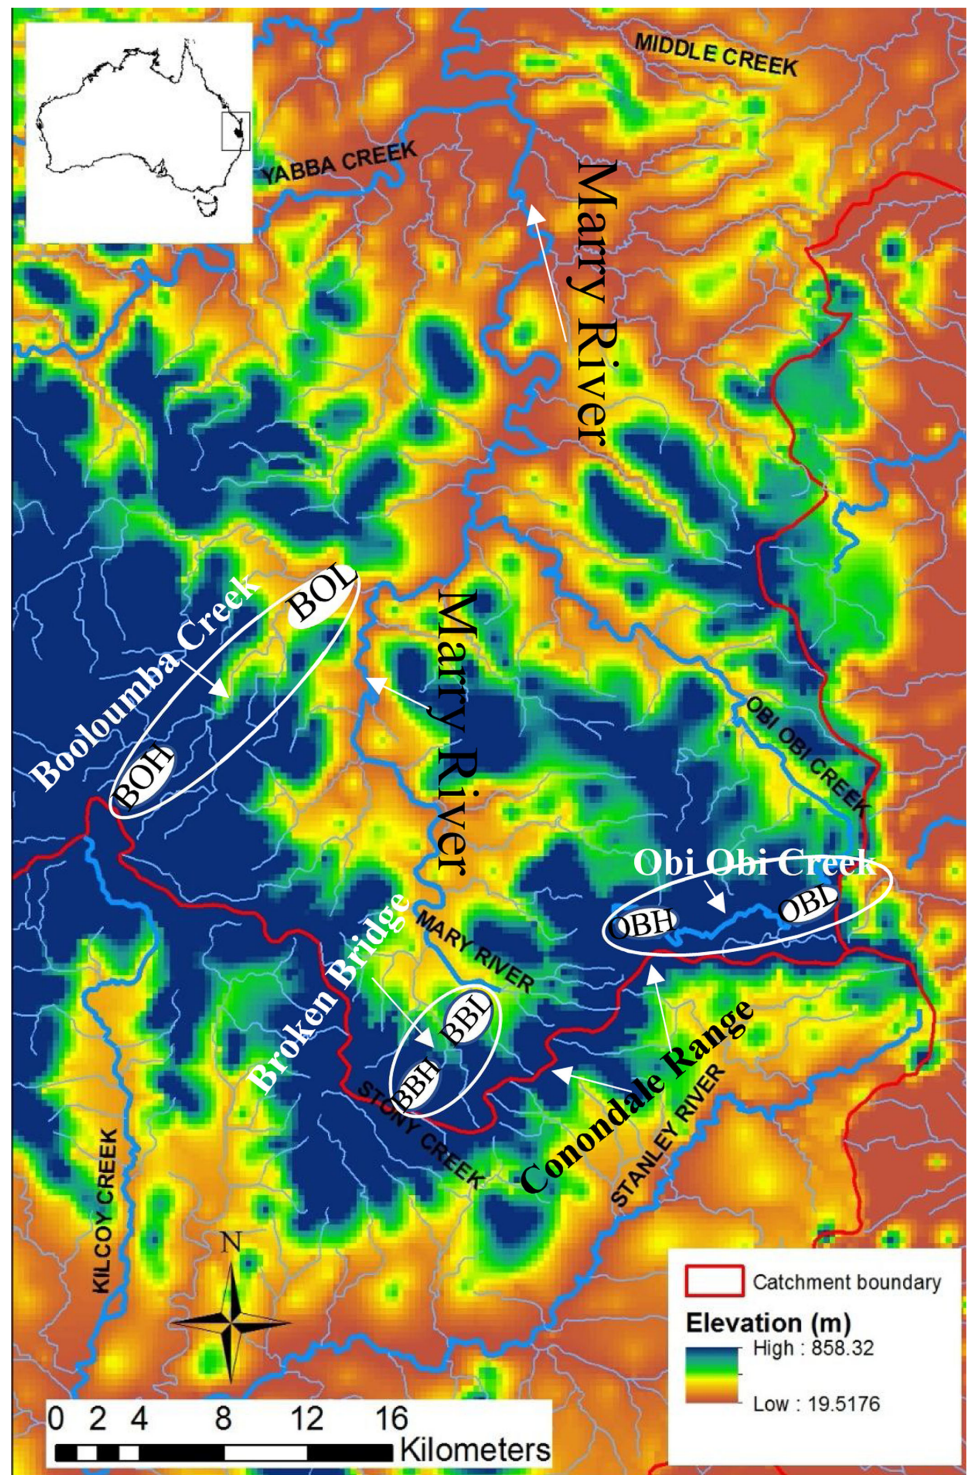 MIDDLE CREEK
YABBA CREEK
Marry River
BOL
Booloumba Creek
Marry River
BOH
OBI OBI CREEK
Obi Obi Creek
OBH
OBL
MARY RIVER
Broken Bridge
BBL
BBH
STONY CREEK
Conondale Range
STANLEY RIVER
KILCOY CREEK
N
Catchment boundary
Elevation (m)
High : 858.32
Low : 19.5176
0 2 4 8 12 16
Kilometers